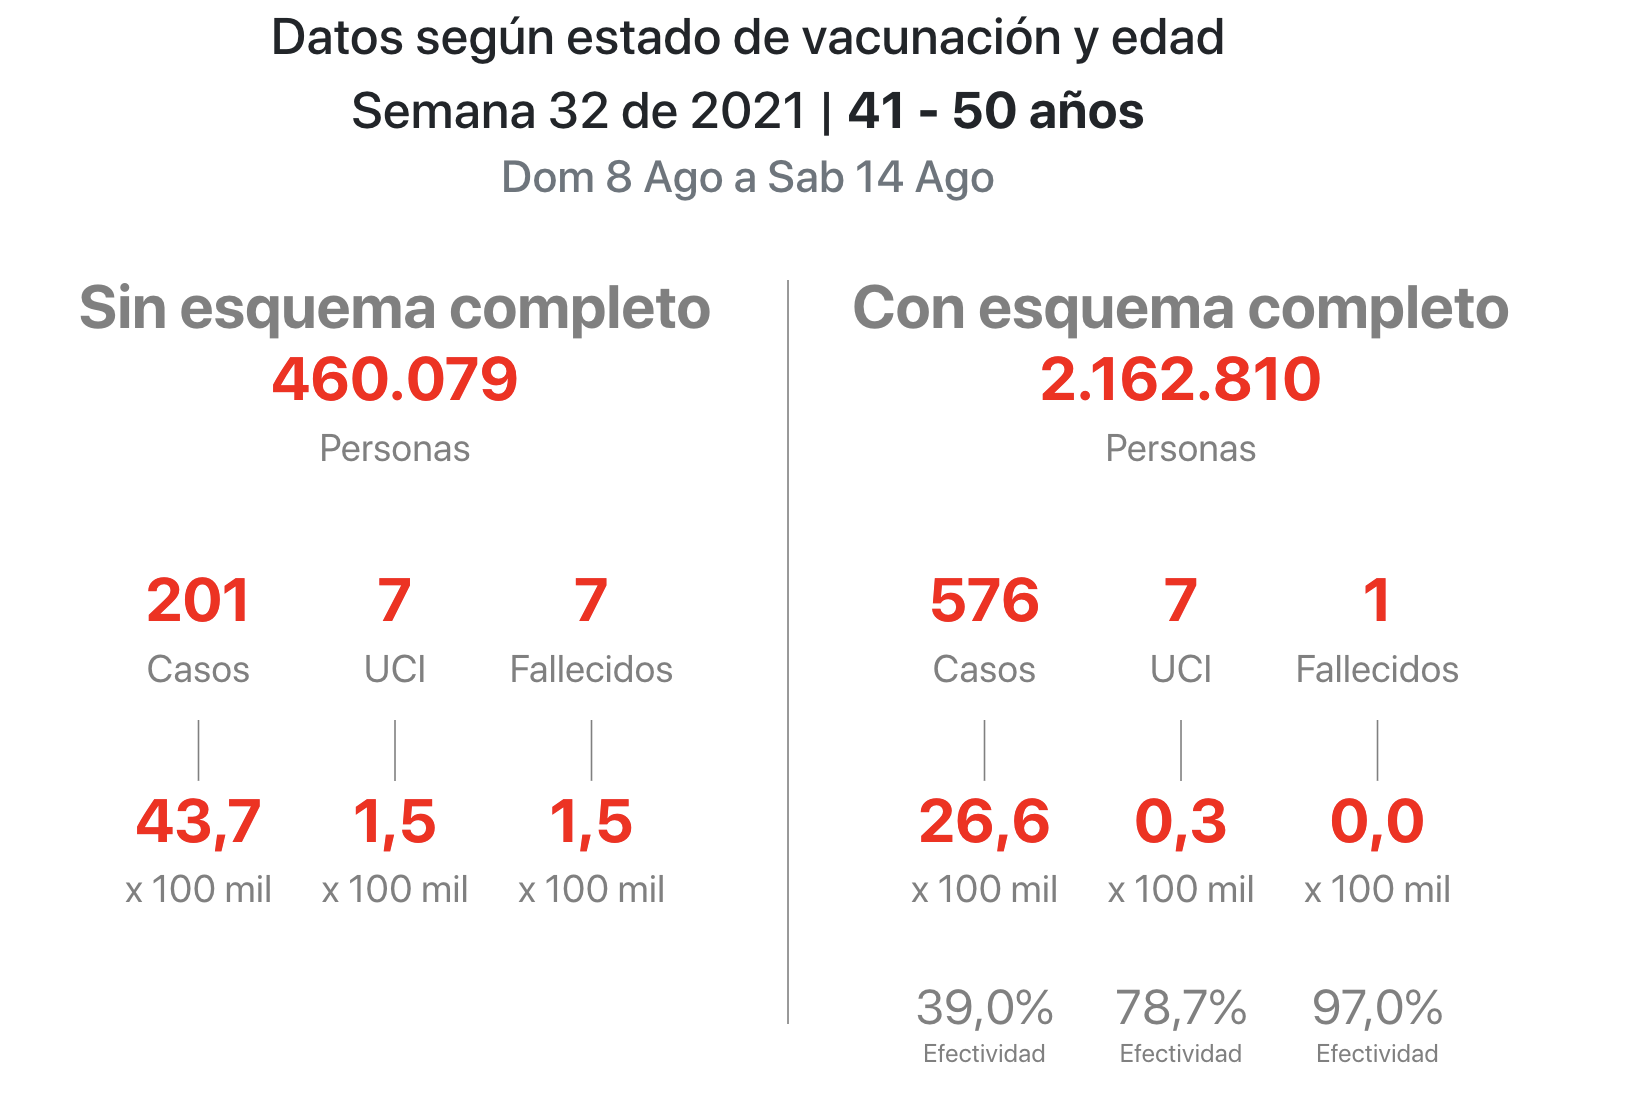 Datos según estado de vacunación y edad
Semana 32 de 2021 | 41 - 50 años
Dom 8 Ago a Sab 14 Ago
Sin esquema completo
460.079
Personas
201 7 7
Casos UCI Fallecidos
43,7 1,5 1,5
x 100 mil x 100 mil x 100 mil
Con esquema completo
2.162.810
Personas
576 7 1
Casos UCI Fallecidos
26,6 0,3 0,0
x 100 mil x 100 mil x 100 mil
39,0% 78,7% 97,0%
Efectividad Efectividad Efectividad